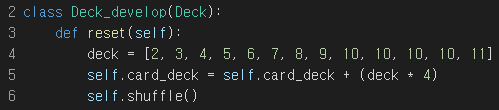 2 class Deck_develop(Deck):
3     def reset(self):
4         deck = [2, 3, 4, 5, 6, 7, 8, 9, 10, 10, 10, 10, 11]
5         self.card_deck = self.card_deck + (deck * 4)
6         self.shuffle()